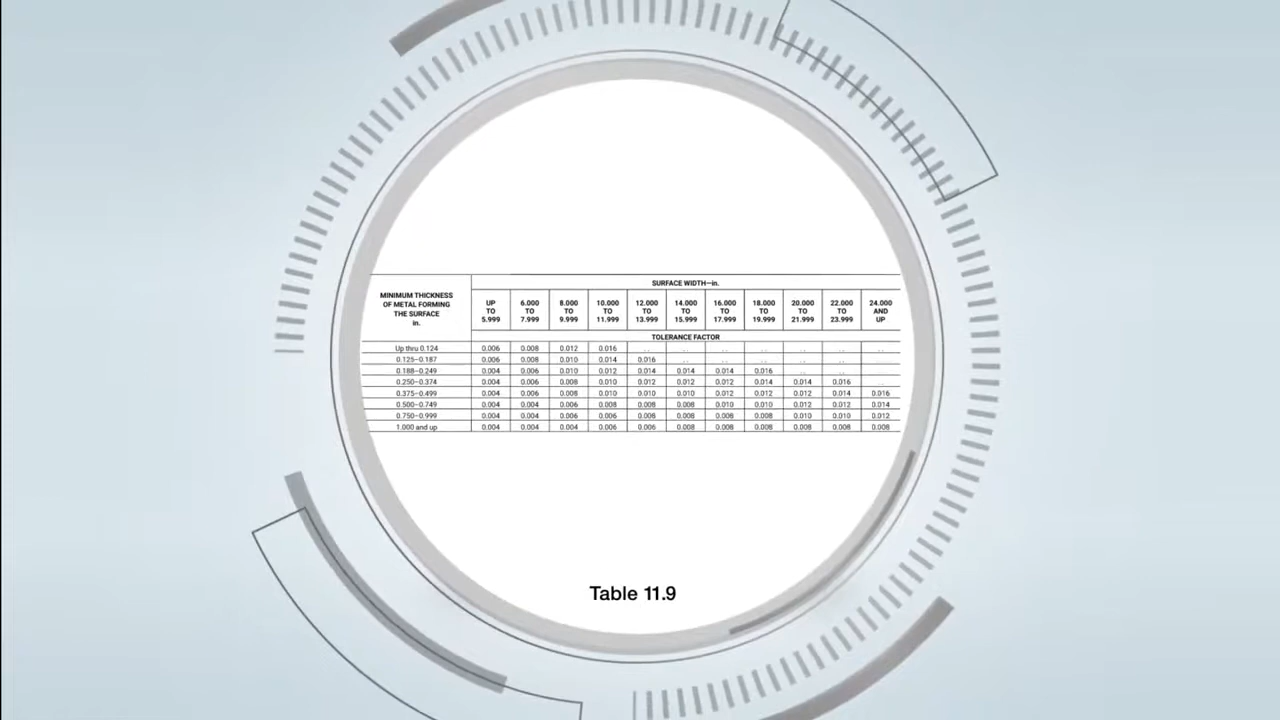 SURFACE WIDTH—in.
MINIMUM THICKNESS
OF METAL FORMING
THE SURFACE
in.
UP TO 5.999 6.000 TO 7.999 8.000 TO 9.999 10.000 TO 11.999 12.000 TO 13.999 14.000 TO 15.999 16.000 TO 17.999 18.000 TO 19.999 20.000 TO 21.999 22.000 TO 23.999 24.000 AND UP
TOLERANCE FACTOR
Up thru 0.124 0.006 0.008 0.012 0.016 .. .. .. .. .. .. ..
0.125–0.187 0.006 0.008 0.010 0.014 0.016 .. .. .. .. .. ..
0.188–0.249 0.004 0.006 0.010 0.012 0.014 0.014 0.014 0.016 .. .. ..
0.250–0.374 0.004 0.006 0.008 0.010 0.012 0.012 0.012 0.014 0.014 0.016 ..
0.375–0.499 0.004 0.006 0.008 0.010 0.010 0.010 0.012 0.012 0.012 0.014 0.016
0.500–0.749 0.004 0.004 0.006 0.008 0.008 0.008 0.010 0.010 0.012 0.012 0.014
0.750–0.999 0.004 0.004 0.006 0.006 0.008 0.008 0.008 0.008 0.010 0.010 0.012
1.000 and up 0.004 0.004 0.004 0.006 0.006 0.008 0.008 0.008 0.008 0.008 0.008
Table 11.9